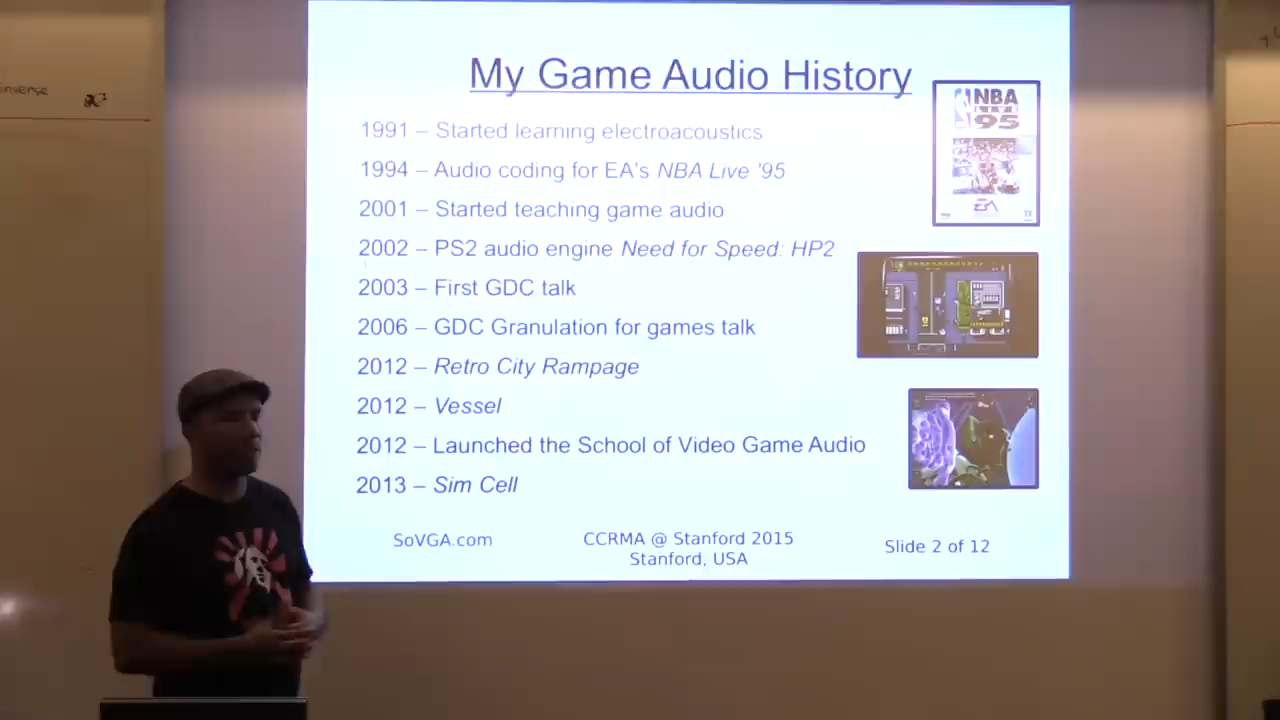 inverse
My Game Audio History
1991 – Started learning electroacoustics
1994 – Audio coding for EA's NBA Live '95
2001 – Started teaching game audio
2002 – PS2 audio engine Need for Speed: HP2
2003 – First GDC talk
2006 – GDC Granulation for games talk
2012 – Retro City Rampage
2012 – Vessel
2012 – Launched the School of Video Game Audio
2013 – Sim Cell
NBA
LIVE
95
EA
SoVGA.com
CCRMA @ Stanford 2015
Stanford, USA
Slide 2 of 12